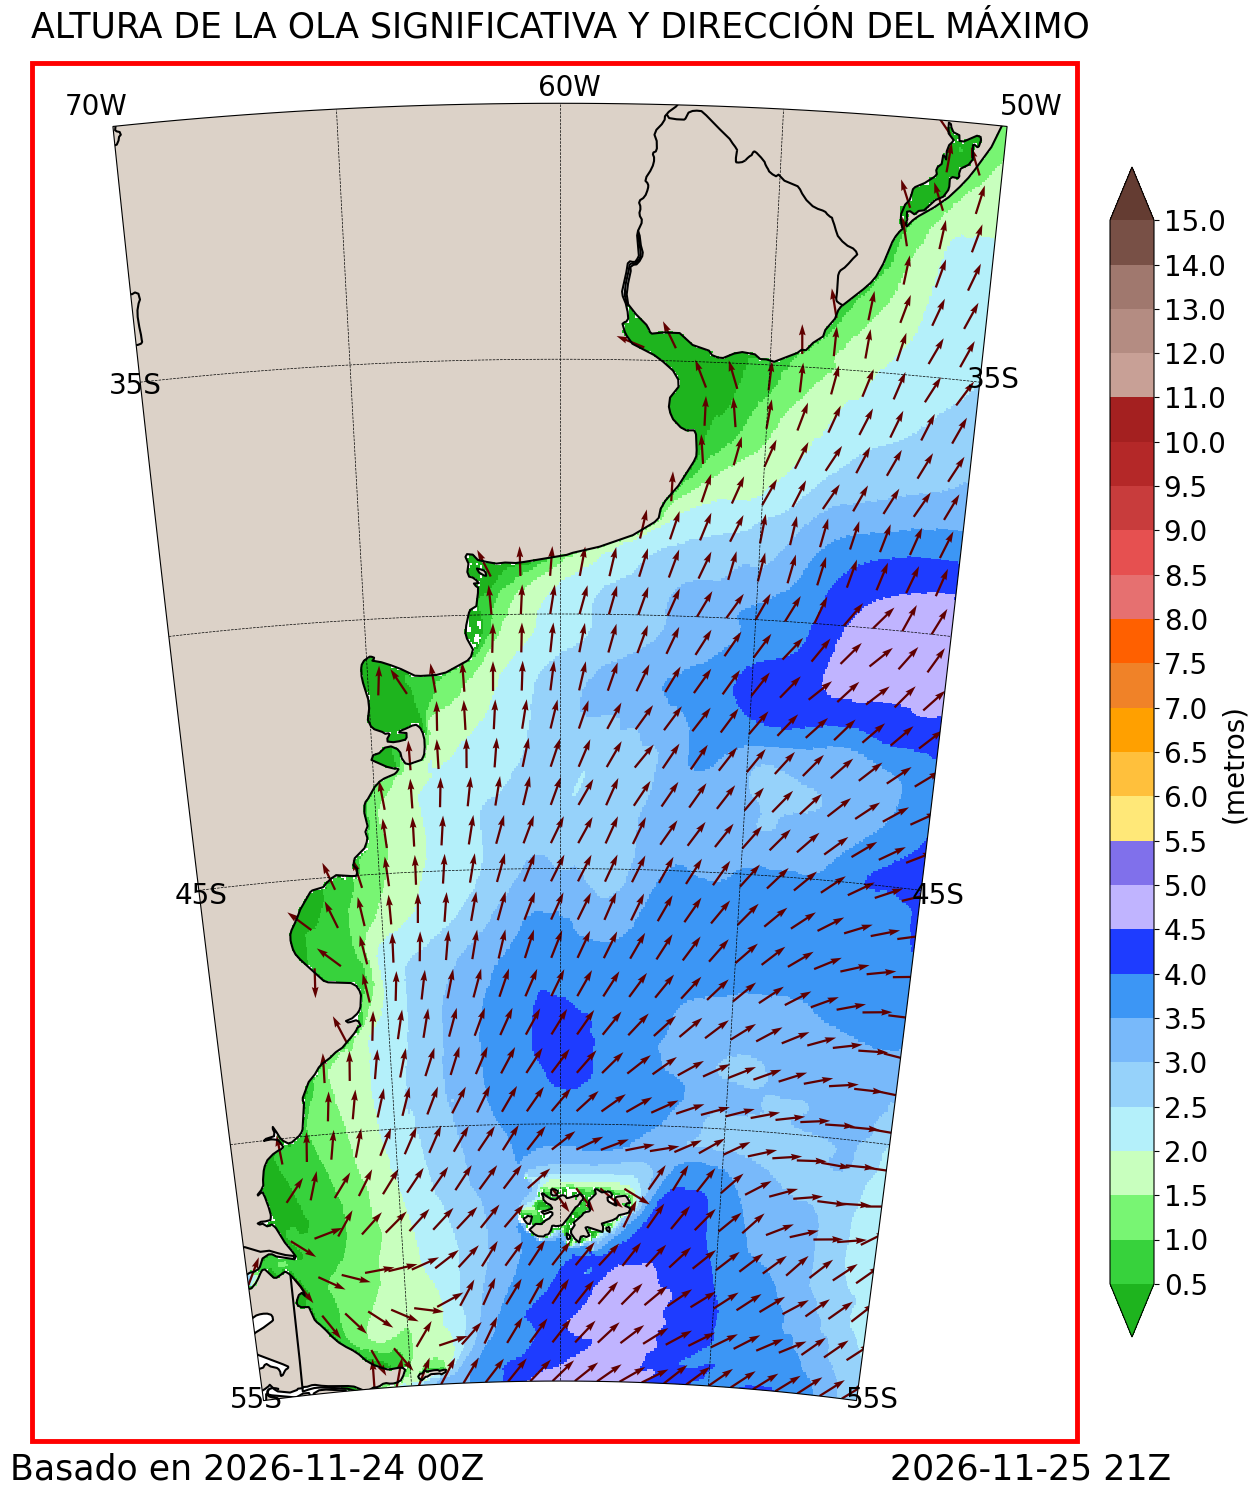 ALTURA DE LA OLA SIGNIFICATIVA Y DIRECCIÓN DEL MÁXIMO
70W
60W
50W
35S
35S
45S
45S
55S
55S
15.0
14.0
13.0
12.0
11.0
10.0
9.5
9.0
8.5
8.0
7.5
7.0
6.5
6.0
5.5
5.0
4.5
4.0
3.5
3.0
2.5
2.0
1.5
1.0
0.5
(metros)
Basado en 2026-11-24 00Z
2026-11-25 21Z